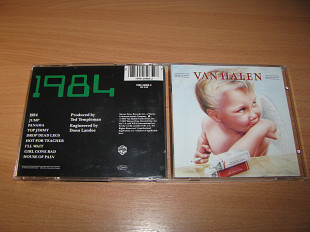 1984
1984
JUMP
PANAMA
TOP JIMMY
DROP DEAD LEGS
HOT FOR TEACHER
I'LL WAIT
GIRL GONE BAD
HOUSE OF PAIN
Produced by
Ted Templeman
Engineered by
Donn Landee
VAN HALEN